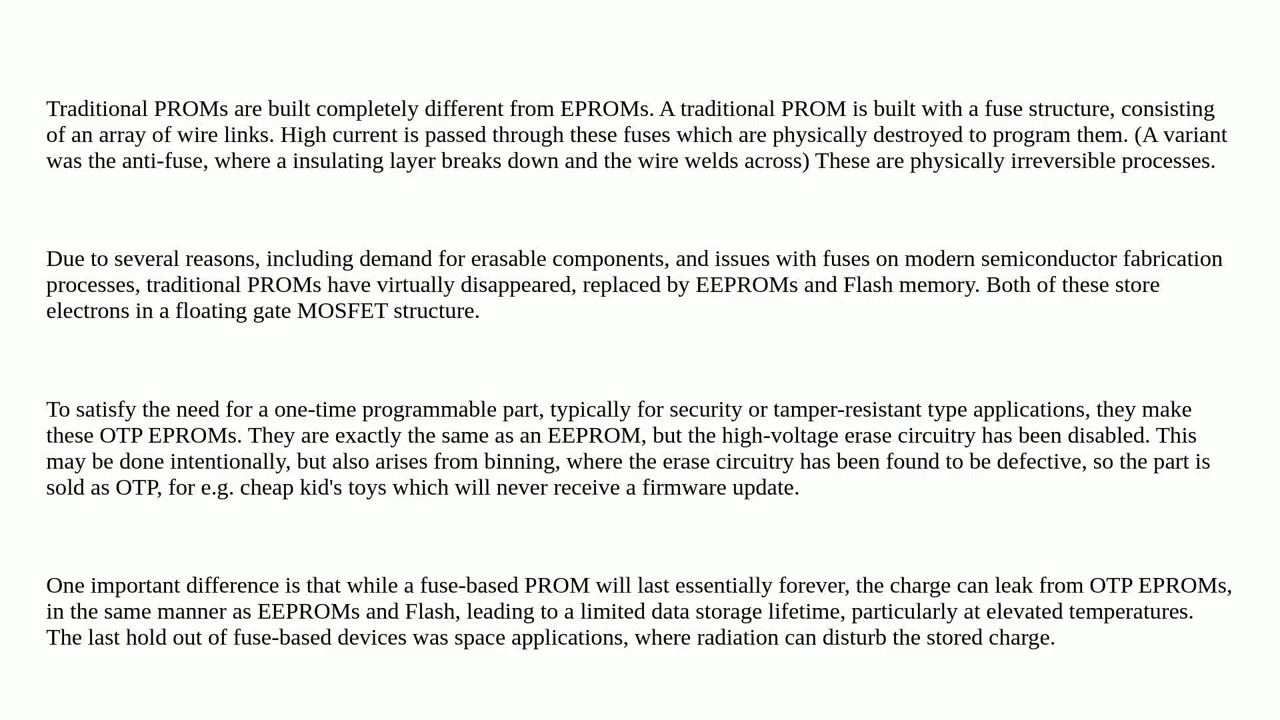 Traditional PROMs are built completely different from EPROMs. A traditional PROM is built with a fuse structure, consisting
of an array of wire links. High current is passed through these fuses which are physically destroyed to program them. (A variant
was the anti-fuse, where a insulating layer breaks down and the wire welds across) These are physically irreversible processes.
Due to several reasons, including demand for erasable components, and issues with fuses on modern semiconductor fabrication
processes, traditional PROMs have virtually disappeared, replaced by EEPROMs and Flash memory. Both of these store
electrons in a floating gate MOSFET structure.
To satisfy the need for a one-time programmable part, typically for security or tamper-resistant type applications, they make
these OTP EPROMs. They are exactly the same as an EEPROM, but the high-voltage erase circuitry has been disabled. This
may be done intentionally, but also arises from binning, where the erase circuitry has been found to be defective, so the part is
sold as OTP, for e.g. cheap kid's toys which will never receive a firmware update.
One important difference is that while a fuse-based PROM will last essentially forever, the charge can leak from OTP EPROMs,
in the same manner as EEPROMs and Flash, leading to a limited data storage lifetime, particularly at elevated temperatures.
The last hold out of fuse-based devices was space applications, where radiation can disturb the stored charge.